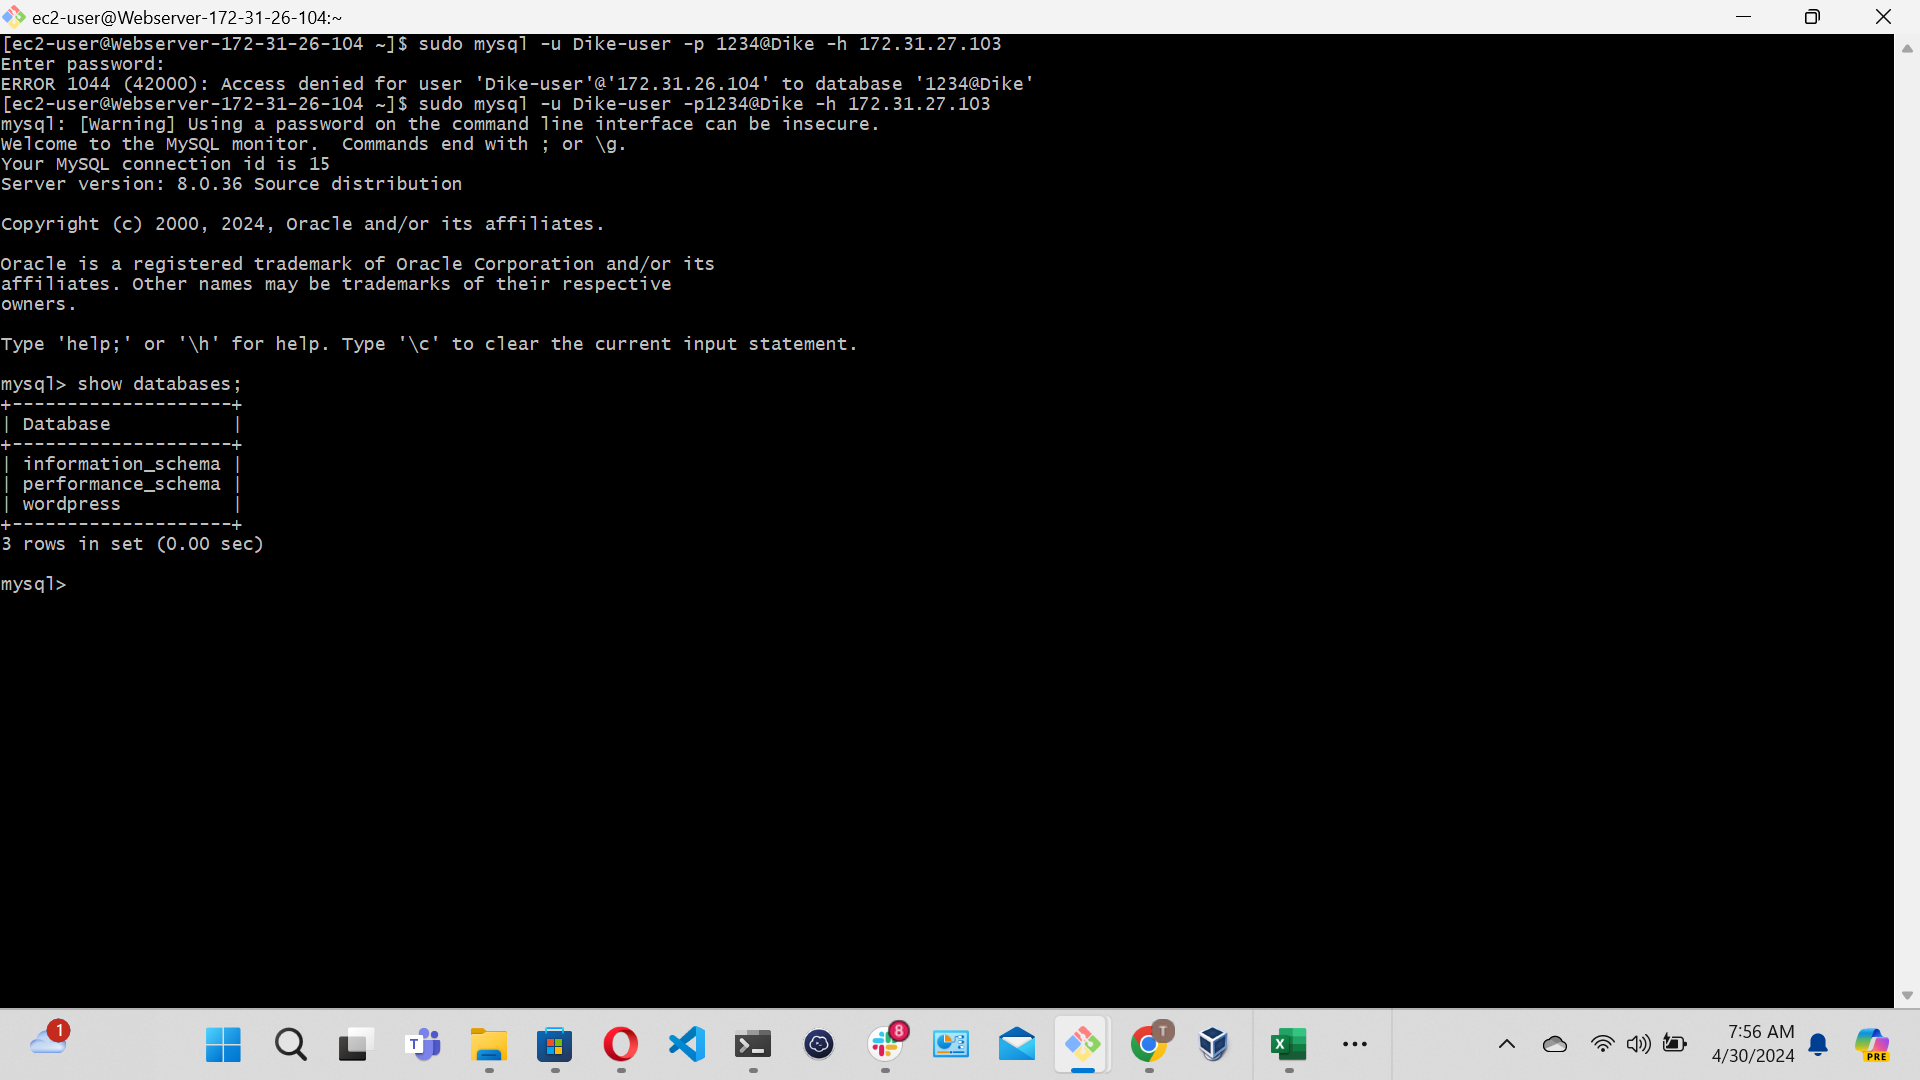 ec2-user@Webserver-172-31-26-104:~
[ec2-user@Webserver-172-31-26-104 ~]$ sudo mysql -u Dike-user -p 1234@Dike -h 172.31.27.103
Enter password:
ERROR 1044 (42000): Access denied for user 'Dike-user'@'172.31.26.104' to database '1234@Dike'
[ec2-user@Webserver-172-31-26-104 ~]$ sudo mysql -u Dike-user -p1234@Dike -h 172.31.27.103
mysql: [Warning] Using a password on the command line interface can be insecure.
Welcome to the MySQL monitor.  Commands end with ; or \g.
Your MySQL connection id is 15
Server version: 8.0.36 Source distribution

Copyright (c) 2000, 2024, Oracle and/or its affiliates.

Oracle is a registered trademark of Oracle Corporation and/or its
affiliates. Other names may be trademarks of their respective
owners.

Type 'help;' or '\h' for help. Type '\c' to clear the current input statement.

mysql> show databases;
+--------------------+
| Database           |
+--------------------+
| information_schema |
| performance_schema |
| wordpress          |
+--------------------+
3 rows in set (0.00 sec)

mysql>
1
T
8
T
X
PRE
7:56 AM
4/30/2024